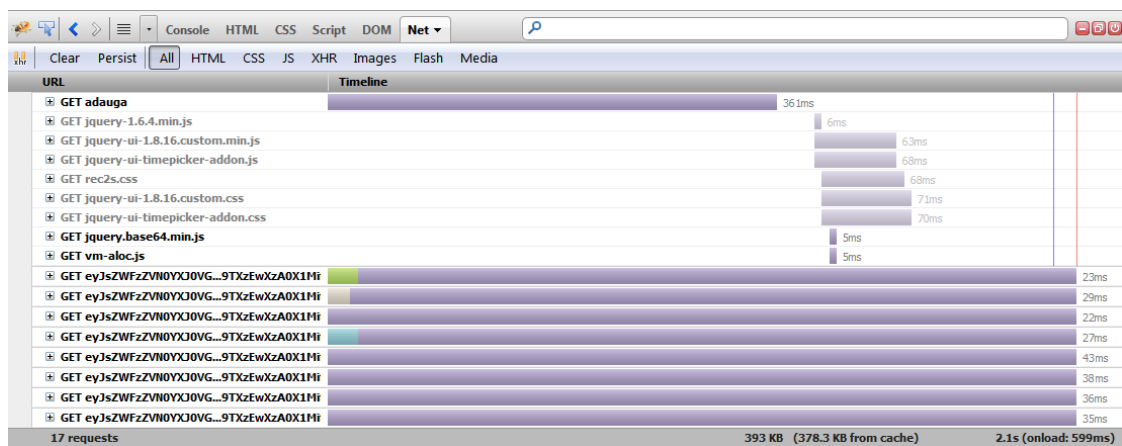 Console HTML CSS Script DOM Net
xhr Clear Persist All HTML CSS JS XHR Images Flash Media
URL Timeline
GET adauga 361ms
GET jquery-1.6.4.min.js 6ms
GET jquery-ui-1.8.16.custom.min.js 63ms
GET jquery-ui-timepicker-addon.js 68ms
GET rec2s.css 68ms
GET jquery-ui-1.8.16.custom.css 71ms
GET jquery-ui-timepicker-addon.css 70ms
GET jquery.base64.min.js 5ms
GET vm-aloc.js 5ms
GET eyJsZWFzZVN0YXJ0VG...9TXzEwXzA0X1Mi 23ms
GET eyJsZWFzZVN0YXJ0VG...9TXzEwXzA0X1Mi 29ms
GET eyJsZWFzZVN0YXJ0VG...9TXzEwXzA0X1Mi 22ms
GET eyJsZWFzZVN0YXJ0VG...9TXzEwXzA0X1Mi 27ms
GET eyJsZWFzZVN0YXJ0VG...9TXzEwXzA0X1Mi 43ms
GET eyJsZWFzZVN0YXJ0VG...9TXzEwXzA0X1Mi 38ms
GET eyJsZWFzZVN0YXJ0VG...9TXzEwXzA0X1Mi 36ms
GET eyJsZWFzZVN0YXJ0VG...9TXzEwXzA0X1Mi 35ms
17 requests 393 KB (378.3 KB from cache) 2.1s (onload: 599ms)